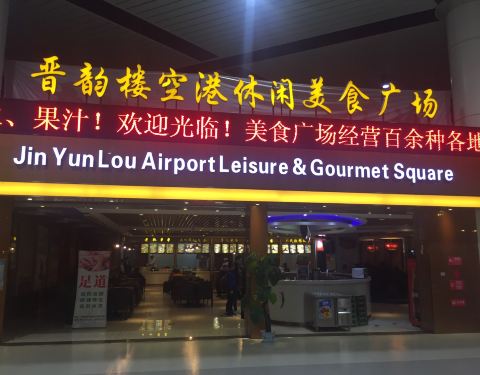 晋韵楼空港休闲美食广场
、果汁！欢迎光临！美食广场经营百余种各地
Jin Yun Lou Airport Leisure & Gourmet Square
足道